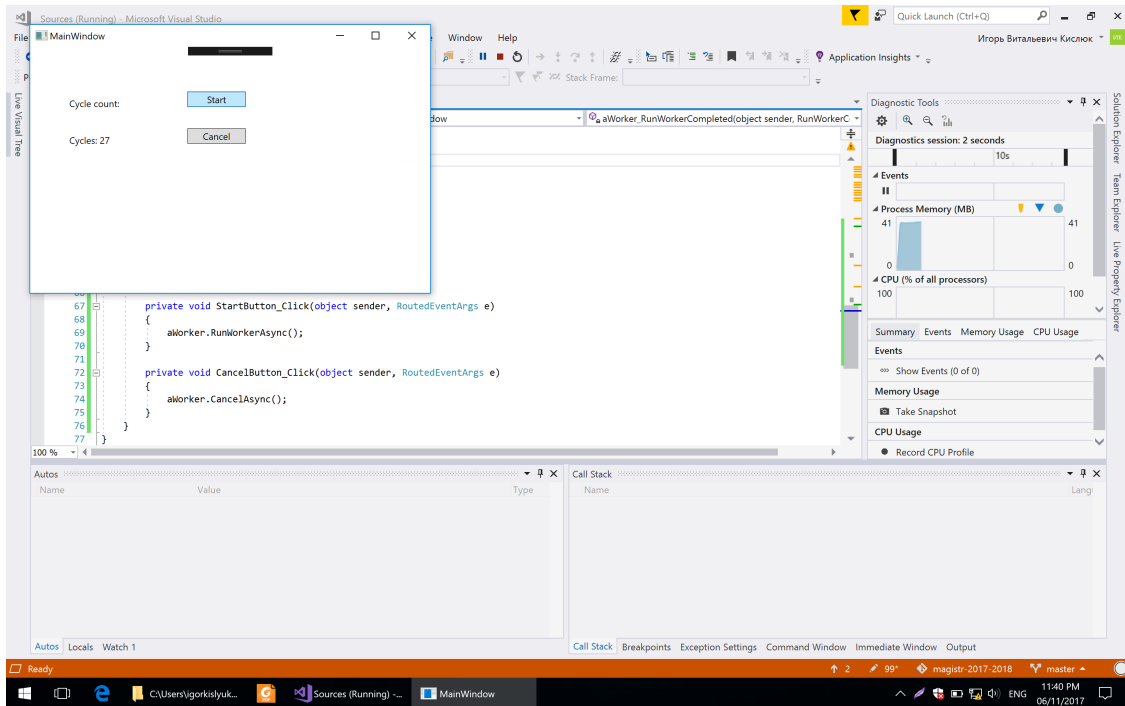 Sources (Running) - Microsoft Visual Studio
Quick Launch (Ctrl+Q)
File
MainWindow
Window Help
Игорь Витальевич Кислюк
ИК
Application Insights
Stack Frame:
Cycle count:
Start
Cycles: 27
Cancel
Live Visual Tree
dow
aWorker_RunWorkerCompleted(object sender, RunWorkerC
67 private void StartButton_Click(object sender, RoutedEventArgs e)
68 {
69 aWorker.RunWorkerAsync();
70 }
71
72 private void CancelButton_Click(object sender, RoutedEventArgs e)
73 {
74 aWorker.CancelAsync();
75 }
76 }
77 }
100 %
Diagnostic Tools
Diagnostics session: 2 seconds
10s
Events
Process Memory (MB)
41 41
0 0
CPU (% of all processors)
100 100
Summary Events Memory Usage CPU Usage
Events
Show Events (0 of 0)
Memory Usage
Take Snapshot
CPU Usage
Record CPU Profile
Solution Explorer
Team Explorer
Live Property Explorer
Autos
Name Value Type
Call Stack
Name Lang
Autos Locals Watch 1
Call Stack Breakpoints Exception Settings Command Window Immediate Window Output
Ready
2 99+ magistr-2017-2018 master
C:\Users\igorkislyuk...
Sources (Running) -...
MainWindow
ENG
11:40 PM
06/11/2017